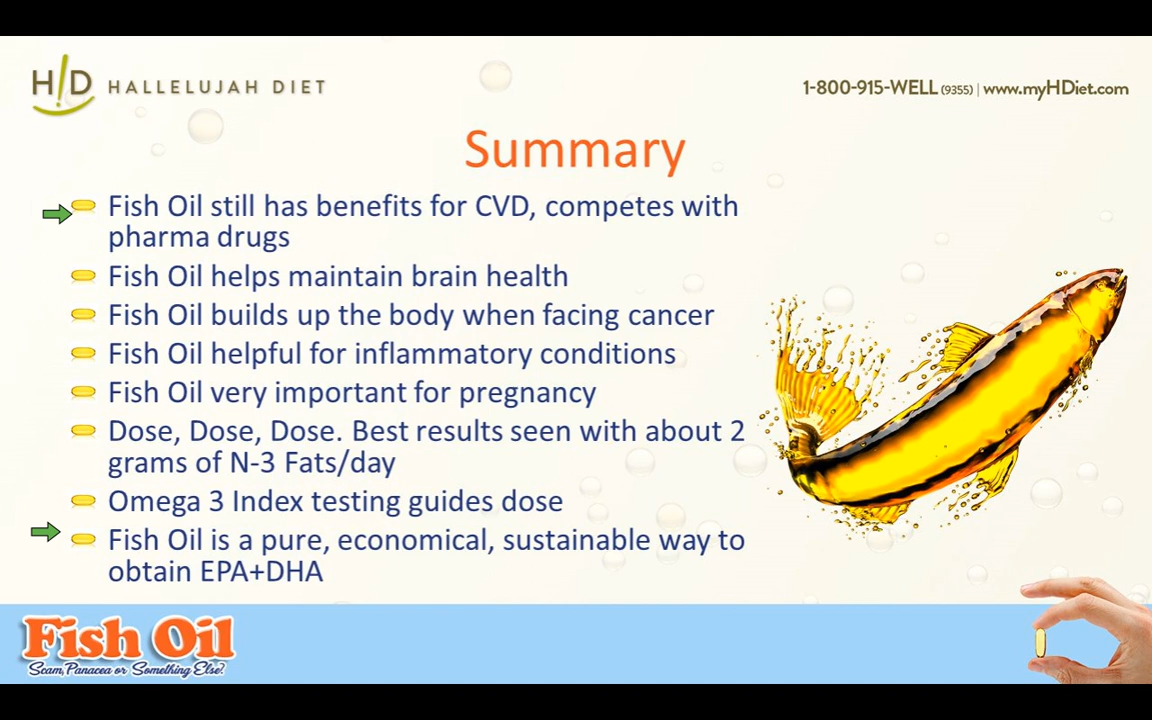 H!D HALLELUJAH DIET
1-800-915-WELL (9355) | www.myHDiet.com
Summary
Fish Oil still has benefits for CVD, competes with
pharma drugs
Fish Oil helps maintain brain health
Fish Oil builds up the body when facing cancer
Fish Oil helpful for inflammatory conditions
Fish Oil very important for pregnancy
Dose, Dose, Dose. Best results seen with about 2
grams of N-3 Fats/day
Omega 3 Index testing guides dose
Fish Oil is a pure, economical, sustainable way to
obtain EPA+DHA
Fish Oil
Scam, Panacea or Something Else?